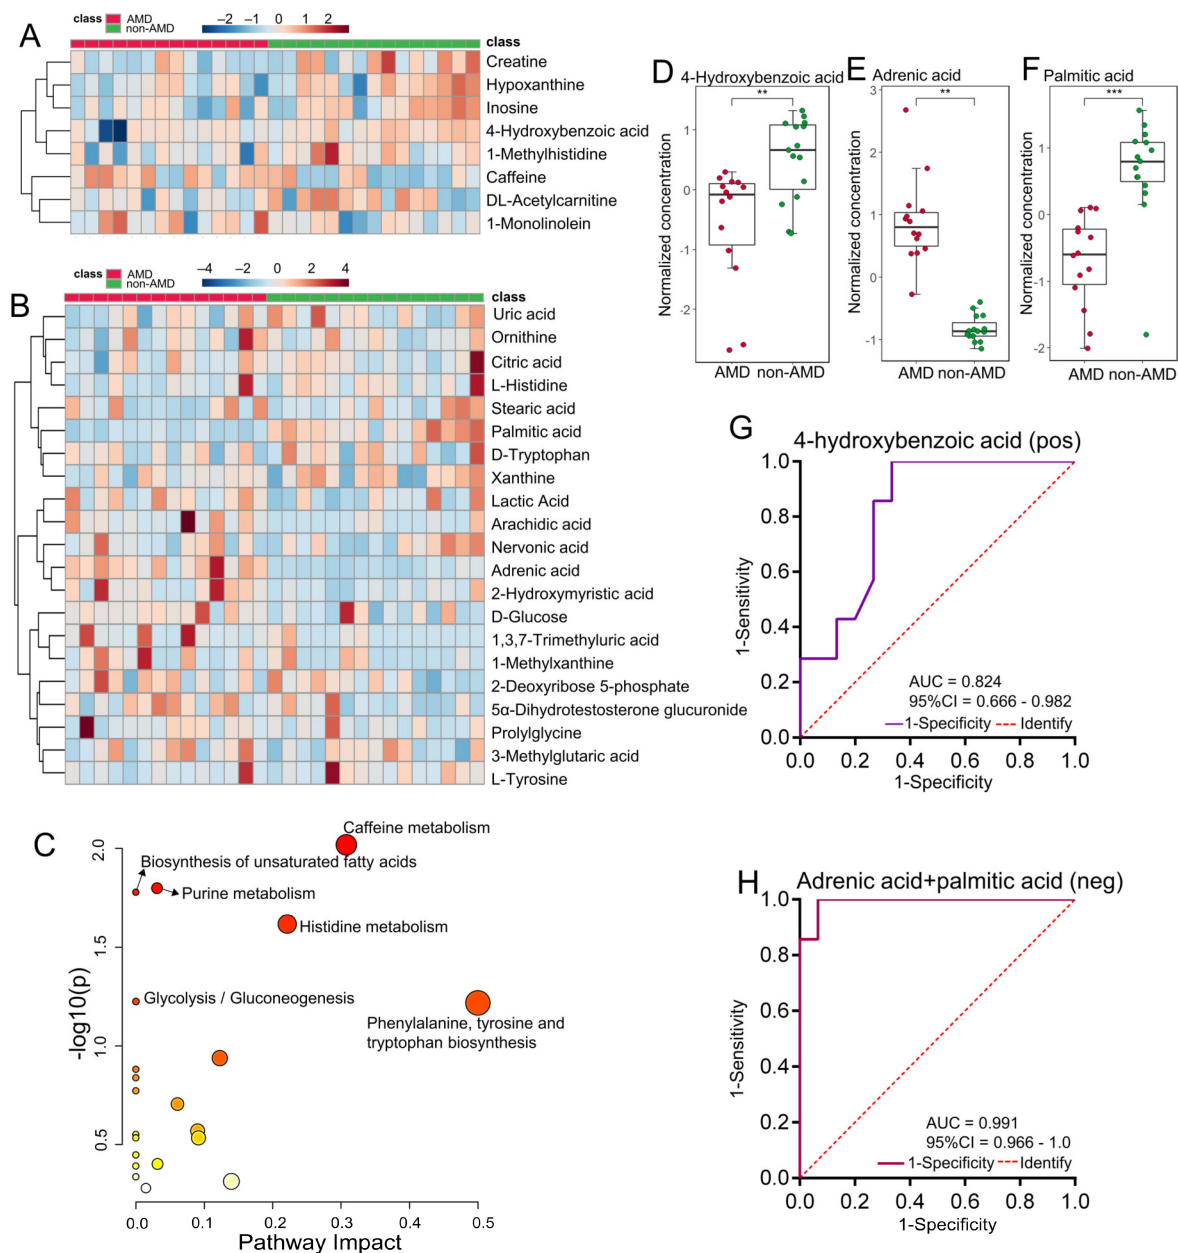 A
class AMD
non-AMD
−2 −1 0 1 2
class
Creatine
Hypoxanthine
Inosine
4-Hydroxybenzoic acid
1-Methylhistidine
Caffeine
DL-Acetylcarnitine
1-Monolinolein
B
class AMD
non-AMD
−4 −2 0 2 4
class
Uric acid
Ornithine
Citric acid
L-Histidine
Stearic acid
Palmitic acid
D-Tryptophan
Xanthine
Lactic Acid
Arachidic acid
Nervonic acid
Adrenic acid
2-Hydroxymyristic acid
D-Glucose
1,3,7-Trimethyluric acid
1-Methylxanthine
2-Deoxyribose 5-phosphate
5α-Dihydrotestosterone glucuronide
Prolylglycine
3-Methylglutaric acid
L-Tyrosine
C
Caffeine metabolism
Biosynthesis of unsaturated fatty acids
Purine metabolism
Histidine metabolism
Glycolysis / Gluconeogenesis
Phenylalanine, tyrosine and
tryptophan biosynthesis
-log10(p)
2.0
1.5
1.0
0.5
0.0 0.1 0.2 0.3 0.4 0.5
Pathway Impact
D
4-Hydroxybenzoic acid
**
Normalized concentration
1
0
-1
-2
AMD non-AMD
E
Adrenic acid
**
Normalized concentration
3
2
1
0
-1
AMD non-AMD
F
Palmitic acid
***
Normalized concentration
1
0
-1
-2
AMD non-AMD
G
4-hydroxybenzoic acid (pos)
1-Sensitivity
1.0
0.8
0.6
0.4
0.2
0.0
AUC = 0.824
95%CI = 0.666 - 0.982
1-Specificity Identify
0.0 0.2 0.4 0.6 0.8 1.0
1-Specificity
H
Adrenic acid+palmitic acid (neg)
1-Sensitivity
1.0
0.8
0.6
0.4
0.2
0.0
AUC = 0.991
95%CI = 0.966 - 1.0
1-Specificity Identify
0.0 0.2 0.4 0.6 0.8 1.0
1-Specificity